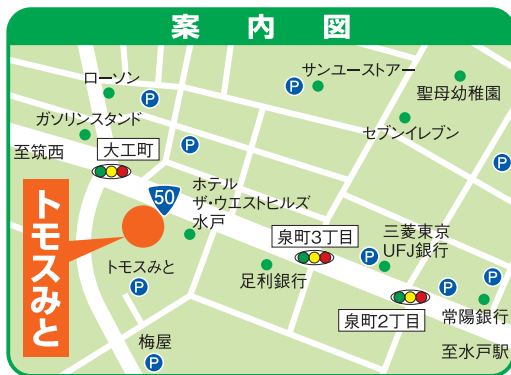 案内図
ローソン
P
サンユーストアー
P
聖母幼稚園
ガソリンスタンド
セブンイレブン
至筑西
大工町
P
P
トモスみと
50
ホテル
ザ・ウエストヒルズ
水戸
泉町3丁目
三菱東京
UFJ銀行
P
トモスみと
足利銀行
P
P
P
泉町2丁目
常陽銀行
梅屋
P
至水戸駅